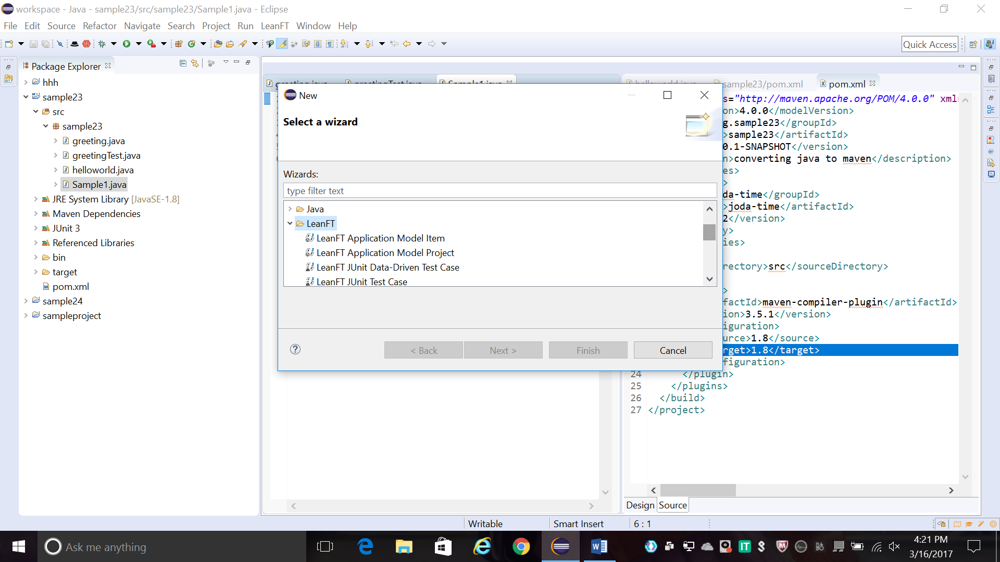 workspace - Java - sample23/src/sample23/Sample1.java - Eclipse
File Edit Source Refactor Navigate Search Project Run LeanFT Window Help
Quick Access
Package Explorer
hhh
sample23
src
sample23
greeting.java
greetingTest.java
helloworld.java
Sample1.java
JRE System Library [JavaSE-1.8]
Maven Dependencies
JUnit 3
Referenced Libraries
bin
target
pom.xml
sample24
sampleproject
greeting.java greetingTest.java Sample1.java
New
Select a wizard
Wizards:
type filter text
Java
LeanFT
LeanFT Application Model Item
LeanFT Application Model Project
LeanFT JUnit Data-Driven Test Case
LeanFT JUnit Test Case
< Back Next > Finish Cancel
helloworld.java sample23/pom.xml pom.xml
s="http://maven.apache.org/POM/4.0.0" xml
on>4.0.0</modelVersion>
g.sample23</groupId>
>sample23</artifactId>
0.1-SNAPSHOT</version>
n>converting java to maven</description>
es>
>
da-time</groupId>
>joda-time</artifactId>
2</version>
y>
ies>
rectory>src</sourceDirectory>
>
factId>maven-compiler-plugin</artifactId>
ion>3.5.1</version>
iguration>
urce>1.8</source>
rget>1.8</target>
figuration>
24 </plugin>
25 </plugins>
26 </build>
27 </project>
Design Source
Writable Smart Insert 6 : 1
Ask me anything
4:21 PM
3/16/2017